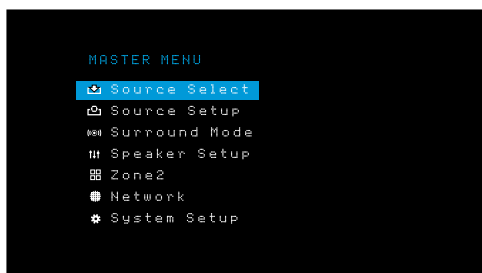 MASTER MENU
Source Select
Source Setup
Surround Mode
Speaker Setup
Zone2
Network
System Setup